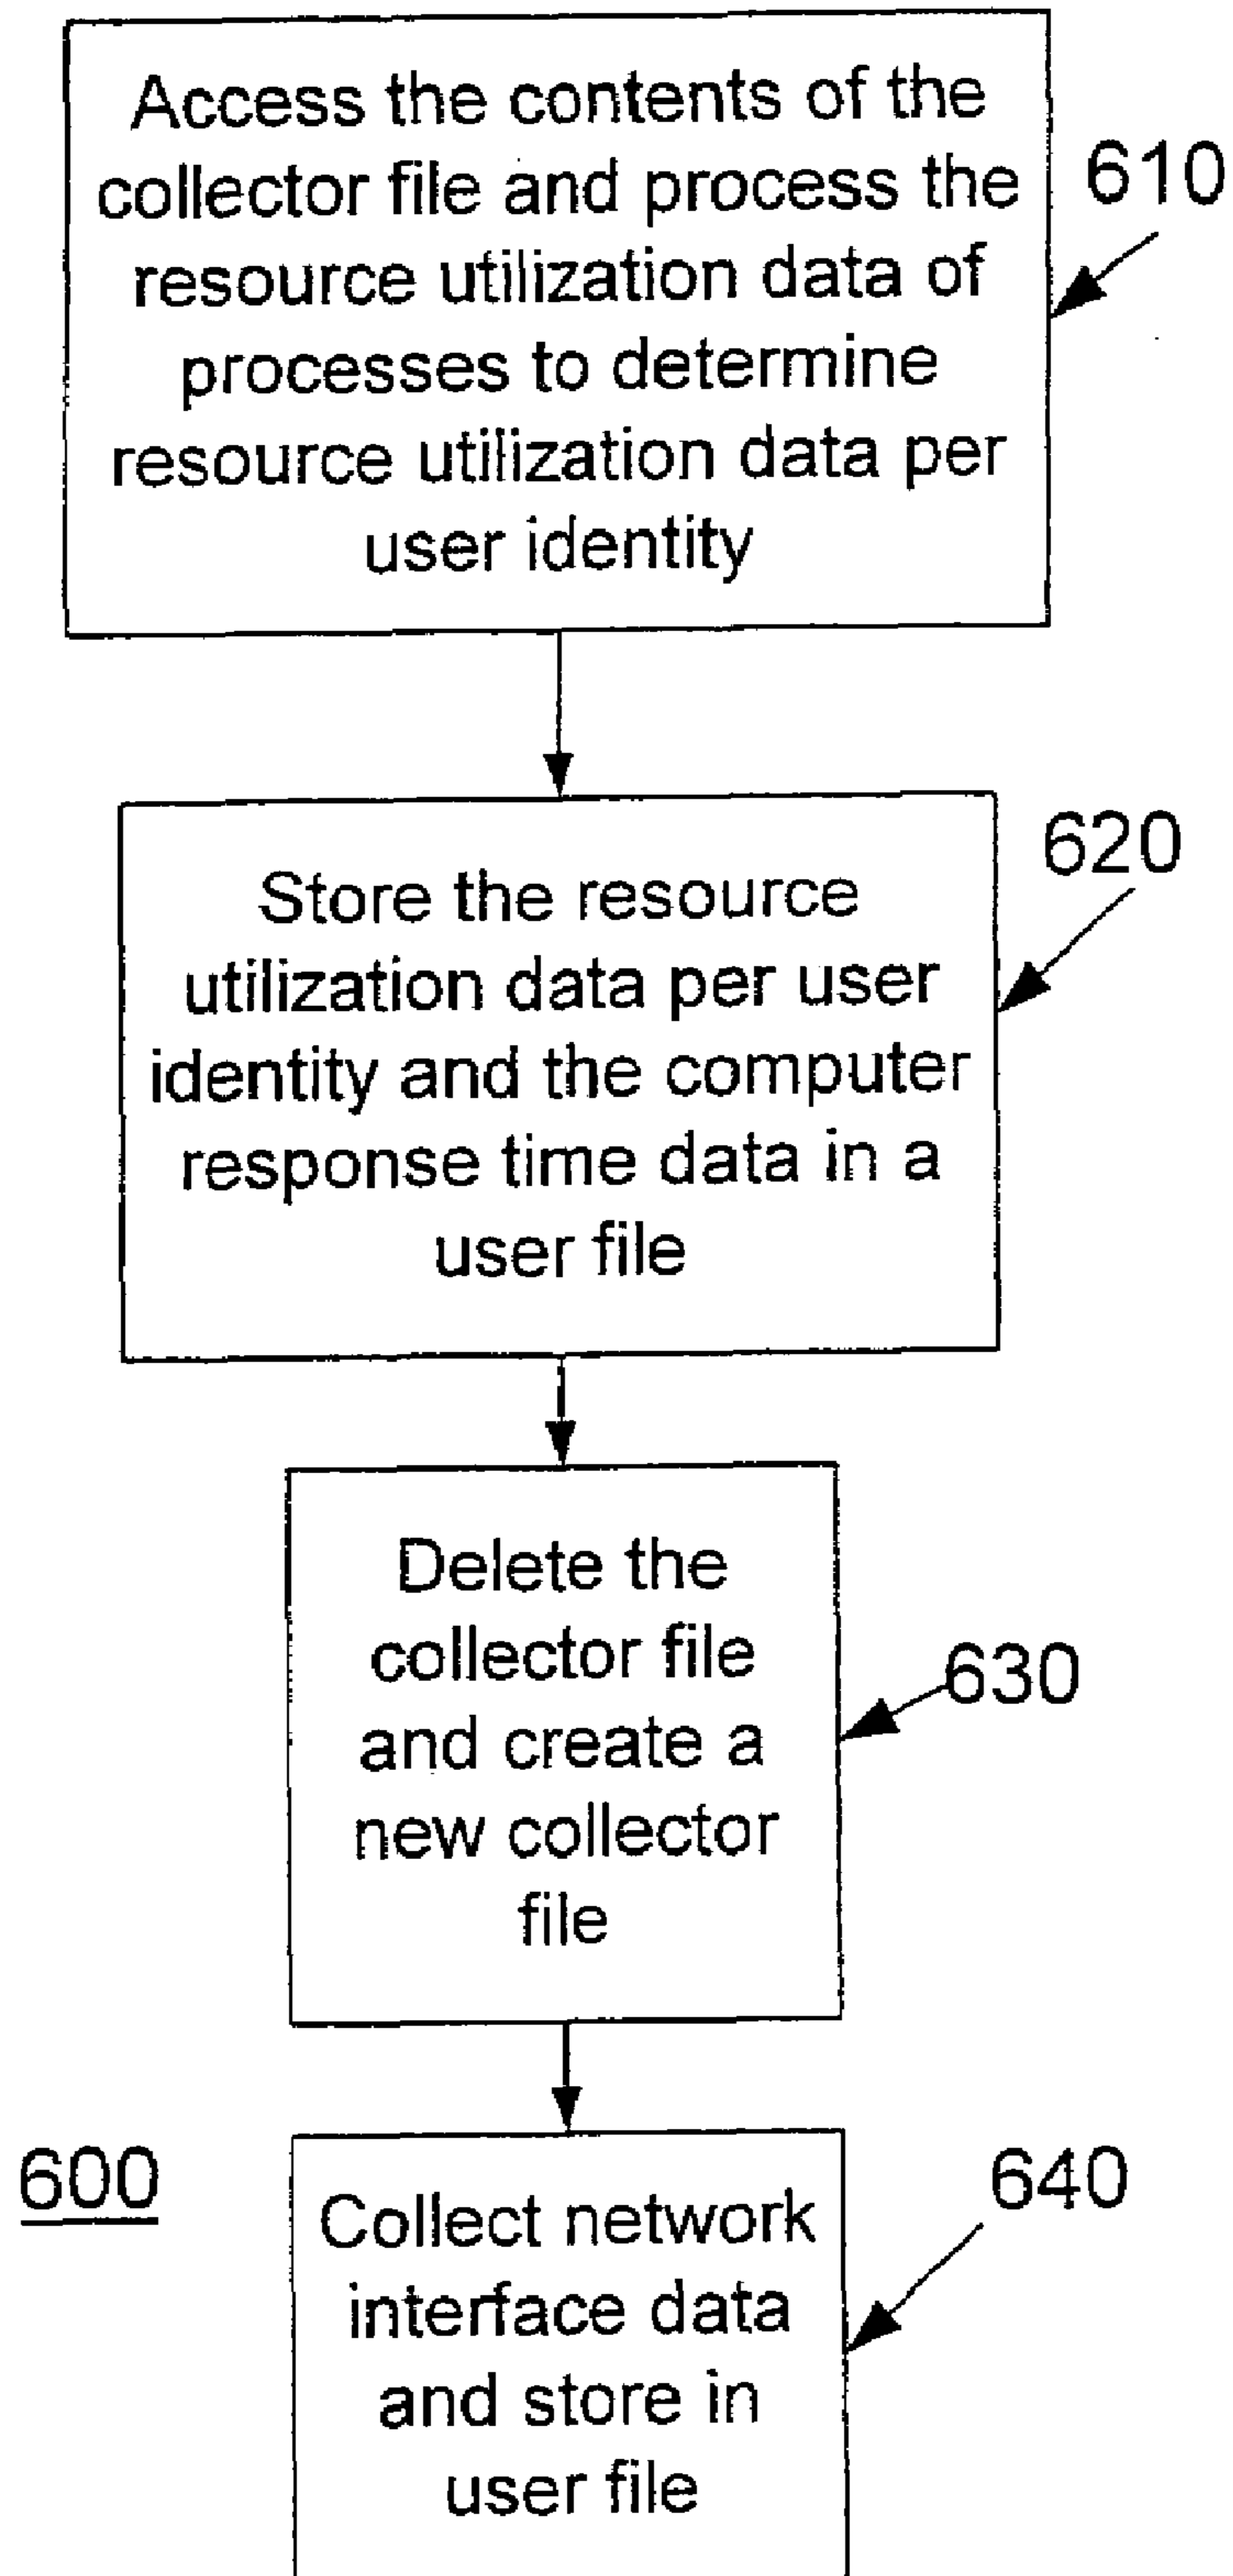 Access the contents of the
collector file and process the
resource utilization data of
processes to determine
resource utilization data per
user identity
610
Store the resource
utilization data per user
identity and the computer
response time data in a
user file
620
Delete the
collector file
and create a
new collector
file
630
600
Collect network
interface data
and store in
user file
640